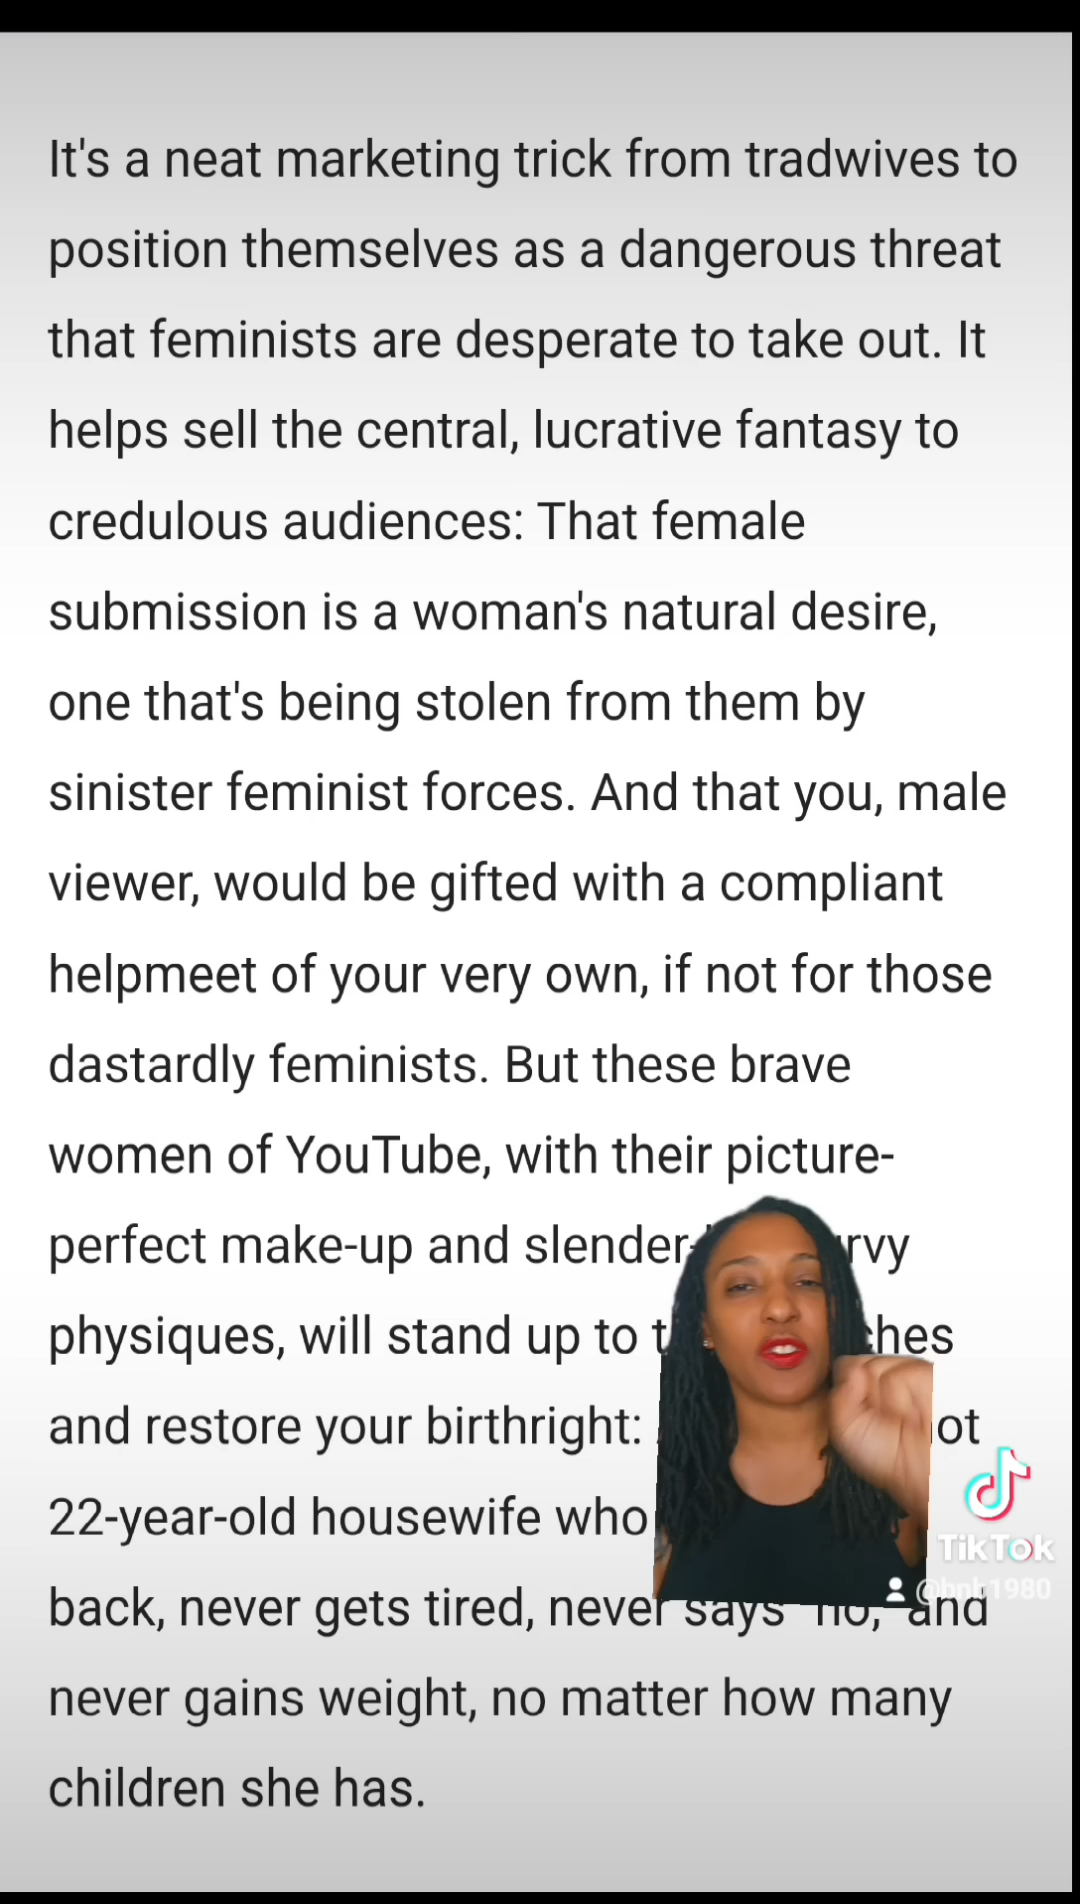 It's a neat marketing trick from tradwives to
position themselves as a dangerous threat
that feminists are desperate to take out. It
helps sell the central, lucrative fantasy to
credulous audiences: That female
submission is a woman's natural desire,
one that's being stolen from them by
sinister feminist forces. And that you, male
viewer, would be gifted with a compliant
helpmeet of your very own, if not for those
dastardly feminists. But these brave
women of YouTube, with their picture-
perfect make-up and slender-
physiques, will stand up to
and restore your birthright:
22-year-old housewife who
back, never gets tired, never says "no," and
never gains weight, no matter how many
children she has.
TikTok
@bnh1980